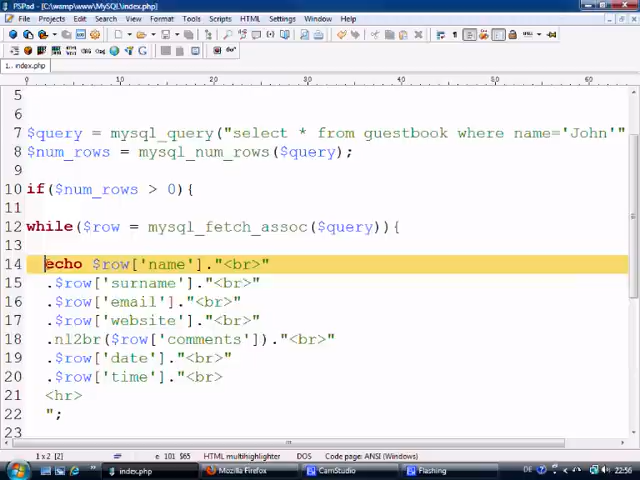 PSPad - [C:\wamp\www\MySQL\index.php]
File Projects Edit Search View Format Tools Scripts HTML Settings Window Help
1.. index.php
0 10 20 30 40 50 60
5
6
7 $query = mysql_query("select * from guestbook where name='John'"
8 $num_rows = mysql_num_rows($query);
9
10 if($num_rows > 0){
11
12 while($row = mysql_fetch_assoc($query)){
13
14 echo $row['name']."<br>"
15 .$row['surname']."<br>"
16 .$row['email']."<br>"
17 .$row['website']."<br>"
18 .nl2br($row['comments'])."<br>"
19 .$row['date']."<br>"
20 .$row['time']."<br>
21 <hr>
22 ";
23
1 x 2 [2] e 101 $65 HTML multihighlighter DOS Code page: ANSI (Windows)
index.php Mozilla Firefox CamStudio Flashing DE 22:56